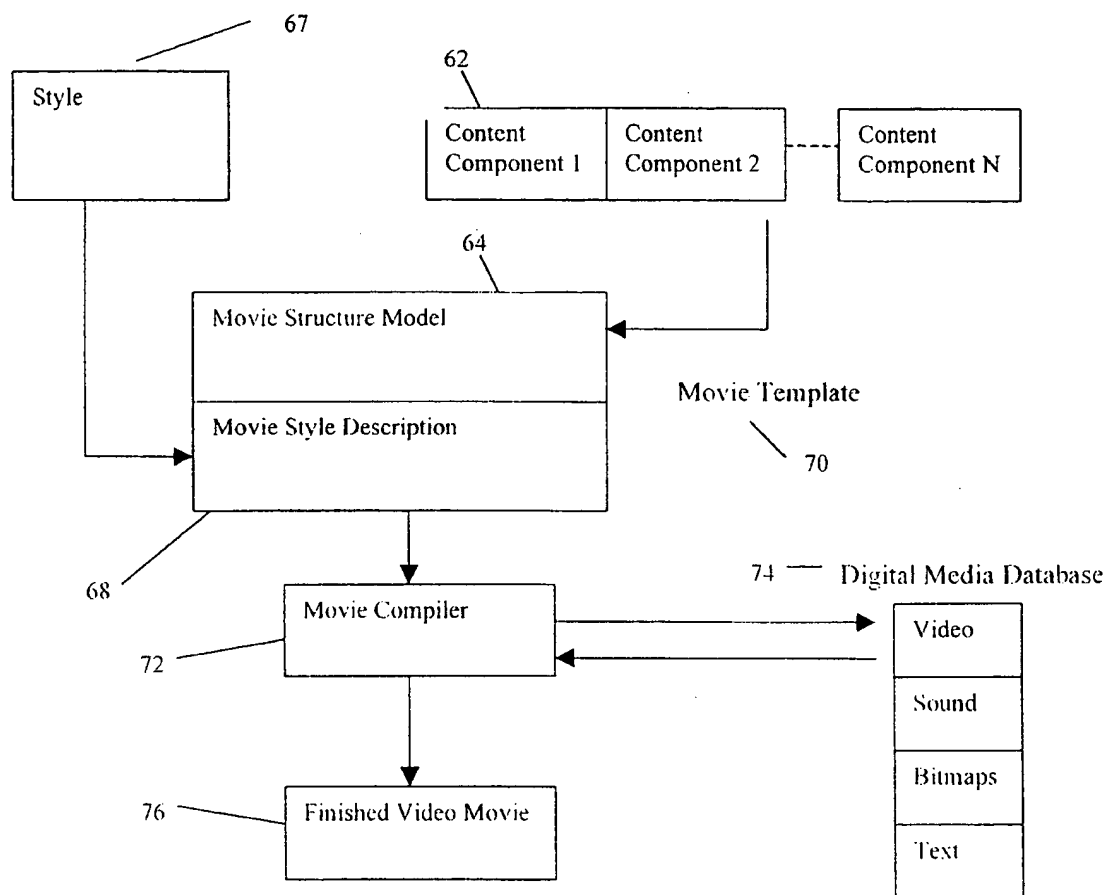 67
Style
62
Content
Component 1
Content
Component 2
Content
Component N
64
Movie Structure Model
Movie Template
70
Movie Style Description
68
74
Digital Media Database
Movie Compiler
72
Video
Sound
Bitmaps
Text
76
Finished Video Movie